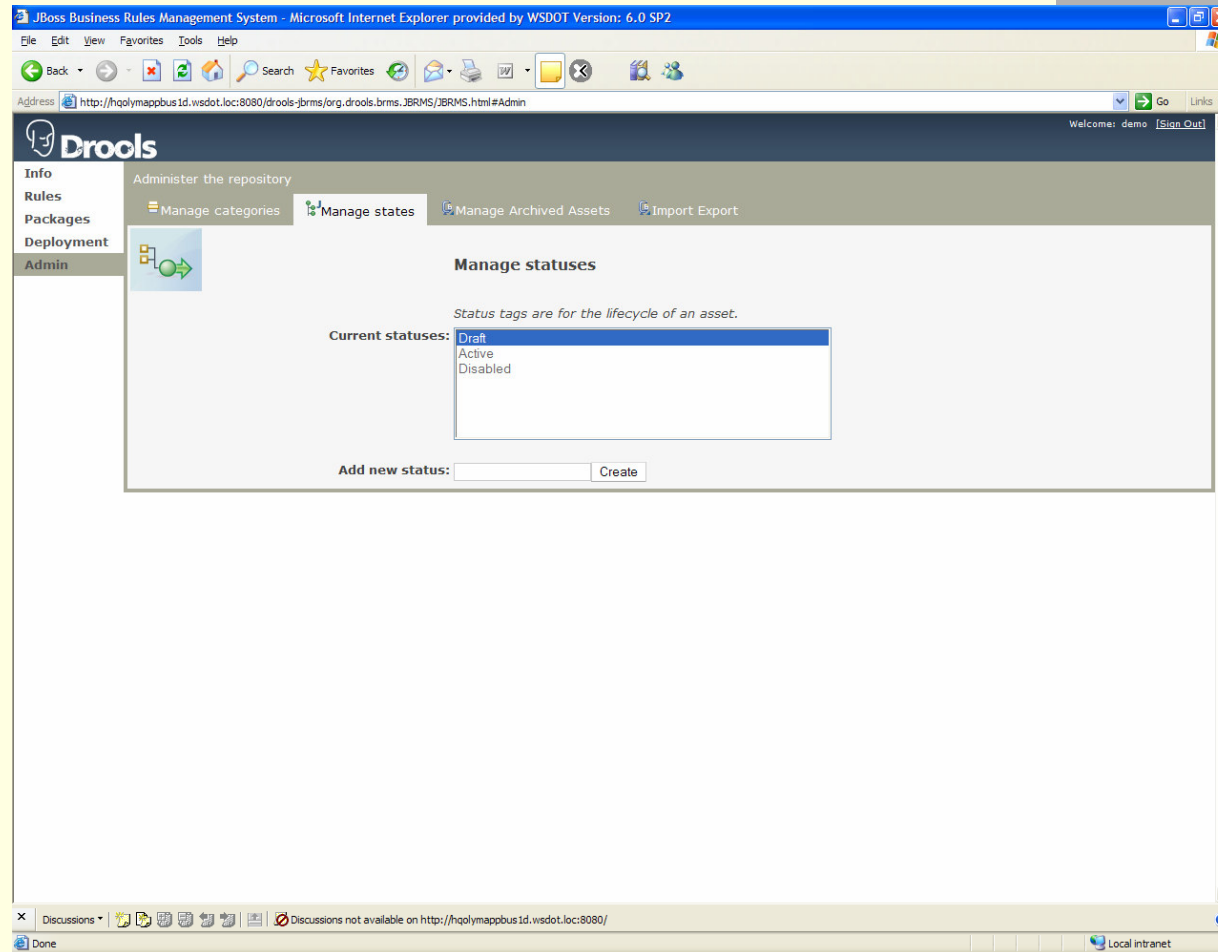 JBoss Business Rules Management System - Microsoft Internet Explorer provided by WSDOT Version: 6.0 SP2
File Edit View Favorites Tools Help
Back Search Favorites
Address http://hqolymappbus1d.wsdot.loc:8080/drools-jbrms/org.drools.brms.JBRMS/JBRMS.html#Admin Go Links
Drools
Welcome: demo [Sign Out]
Info
Rules
Packages
Deployment
Admin
Administer the repository
Manage categories Manage states Manage Archived Assets Import Export
Manage statuses
Status tags are for the lifecycle of an asset.
Current statuses:
Draft
Active
Disabled
Add new status: Create
Discussions Discussions not available on http://hqolymappbus1d.wsdot.loc:8080/
Done Local intranet